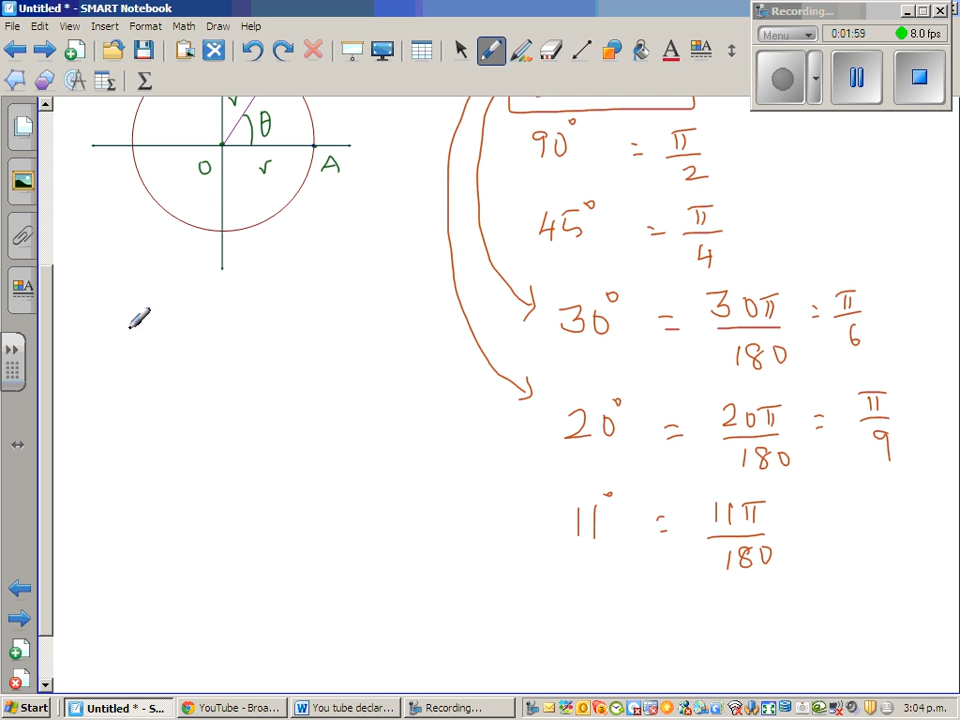 Untitled * - SMART Notebook
File Edit View Insert Format Math Draw Help
Recording...
Menu 0:01:59 8.0 fps
r
θ
O r A
90° = π/2
45° = π/4
30° = 30π/180 = π/6
20° = 20π/180 = π/9
11° = 11π/180
Start Untitled * - ... YouTube - Broa... You tube declar... Recording... 3:04 p.m.